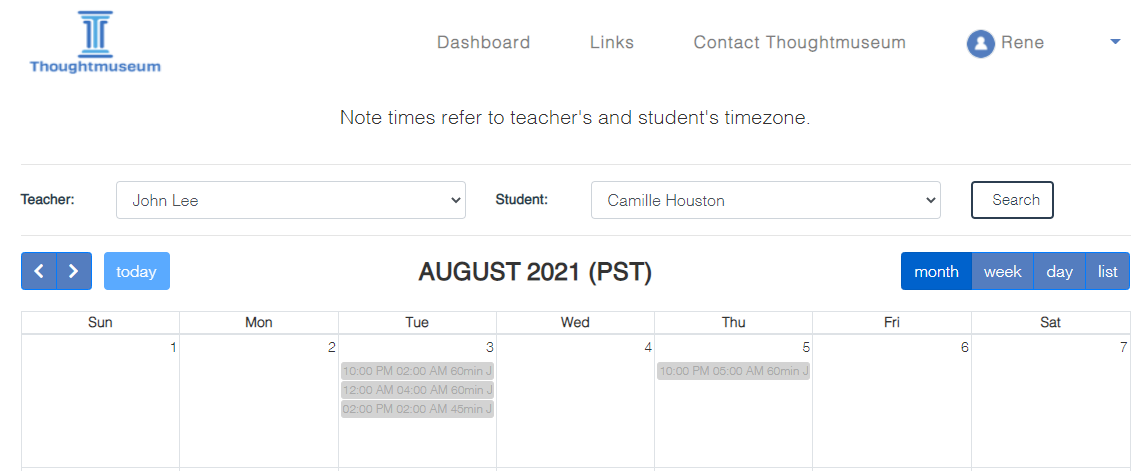 Thoughtmuseum
Dashboard Links Contact Thoughtmuseum Rene
Note times refer to teacher's and student's timezone.
Teacher: John Lee Student: Camille Houston Search
today AUGUST 2021 (PST) month week day list
Sun Mon Tue Wed Thu Fri Sat
1 2 3 4 5 6 7
10:00 PM 02:00 AM 60min J 10:00 PM 05:00 AM 60min J
12:00 AM 04:00 AM 60min J
02:00 PM 02:00 AM 45min J